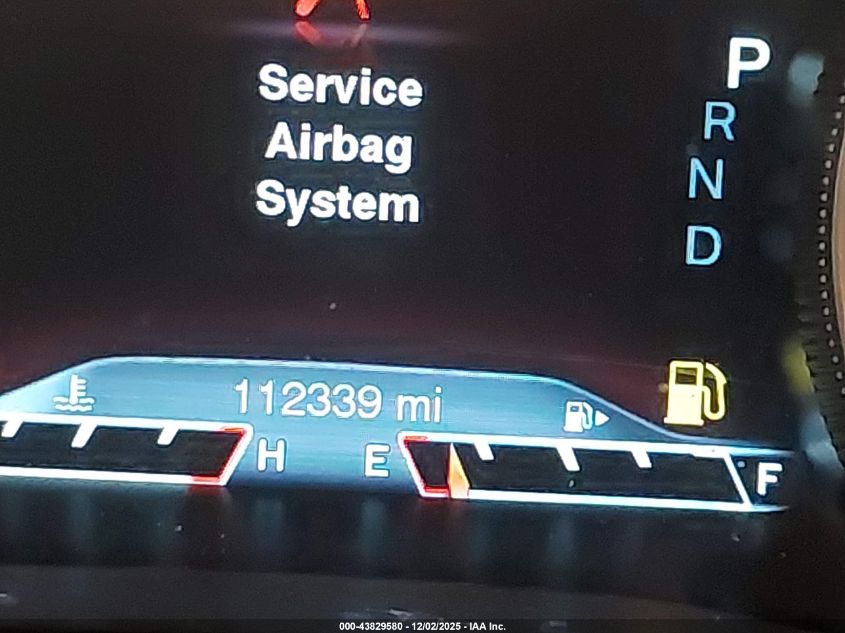 Service
Airbag
System
P
R
N
D
112339 mi
H
E
F
000-43829580 - 12/02/2025 - IAA Inc.